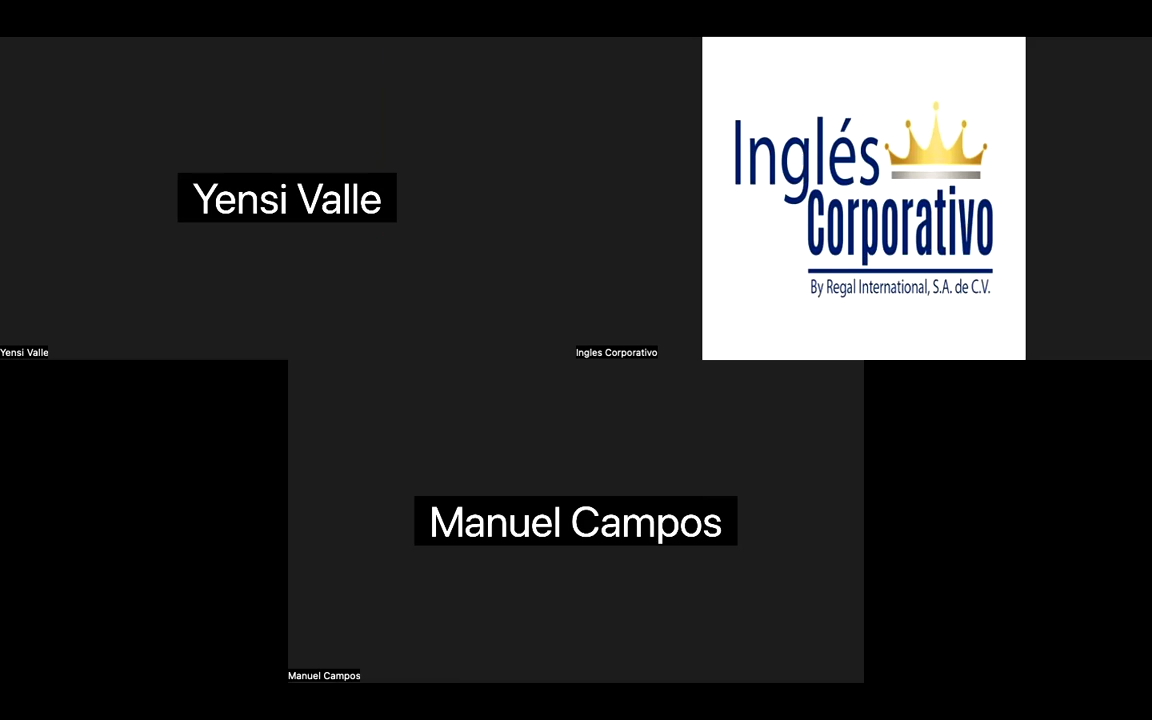 Yensi Valle
Inglés
Corporativo
By Regal International, S.A. de C.V.
Yensi Valle
Ingles Corporativo
Manuel Campos
Manuel Campos